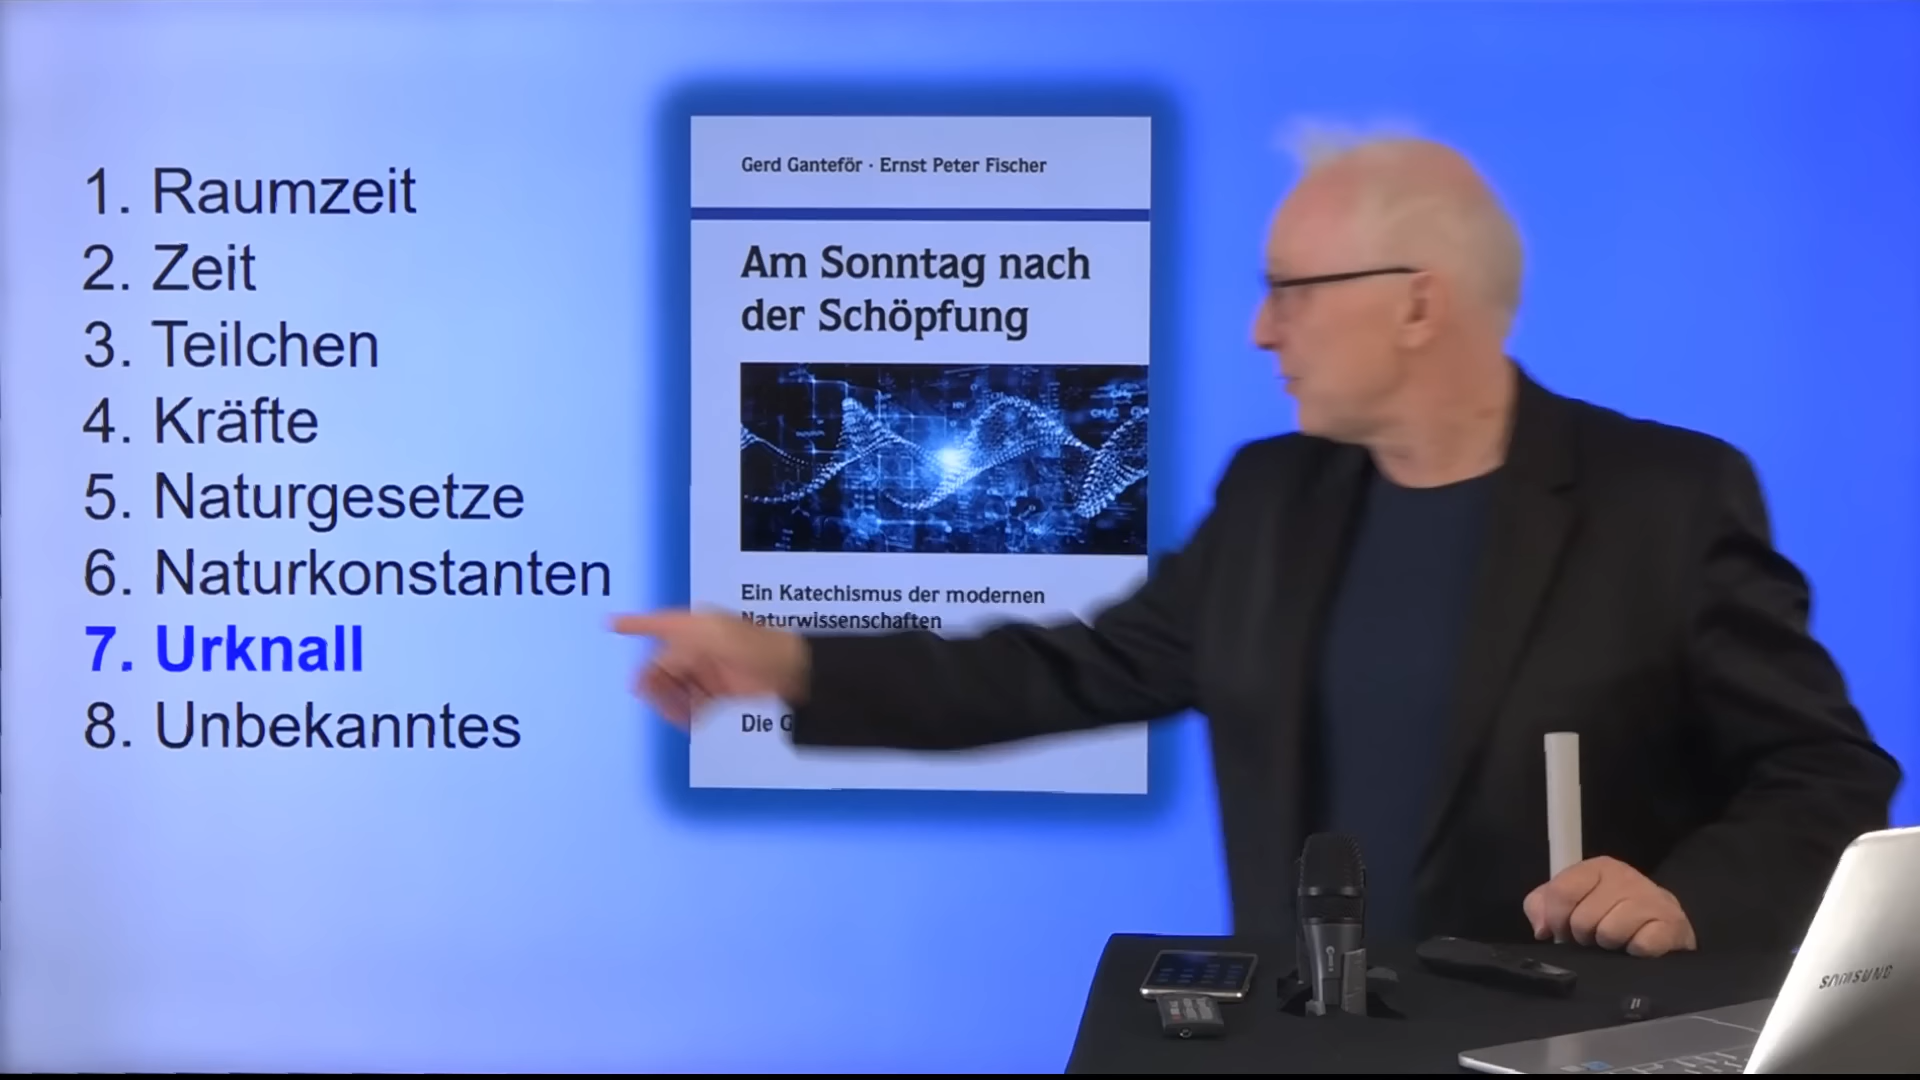 1. Raumzeit
2. Zeit
3. Teilchen
4. Kräfte
5. Naturgesetze
6. Naturkonstanten
7. Urknall
8. Unbekanntes
Gerd Ganteför · Ernst Peter Fischer
Am Sonntag nach
der Schöpfung
Ein Katechismus der modernen
Naturwissenschaften
Die G
SAMSUNG